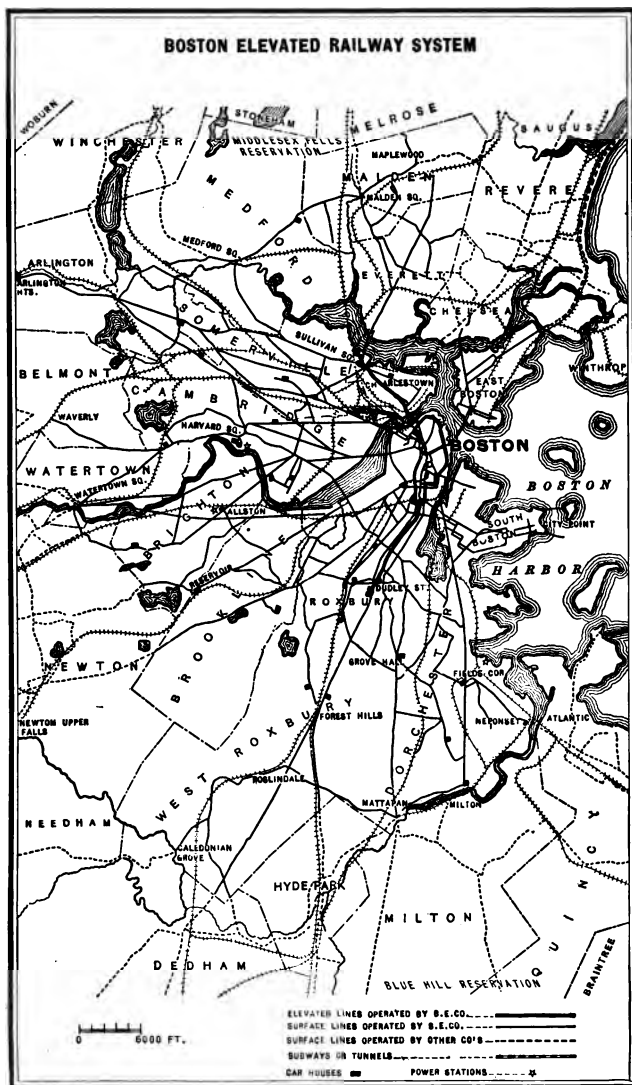 BOSTON ELEVATED RAILWAY SYSTEM
WOBURN
STONEHAM
MELROSE
SAUGUS
WINCHESTER
MIDDLESEX FELLS
RESERVATION
MAPLEWOOD
MALDEN
REVERE
MEDFORD
MALDEN SQ.
MEDFORD SQ.
ARLINGTON
ARLINGTON
HTS.
EVERETT
CHELSEA
SOMERVILLE
SULLIVAN SQ.
WINTHROP
BELMONT
CHARLESTOWN
EAST
BOSTON
CAMBRIDGE
WAVERLY
HARVARD SQ.
BOSTON
WATERTOWN
WATERTOWN SQ.
BOSTON
HARBOR
BRIGHTON
ALLSTON
SOUTH
BOSTON
CITY POINT
RESERVOIR
BROOKLINE
DUDLEY ST.
ROXBURY
NEWTON
GROVE HALL
DORCHESTER
FIELDS COR.
NEWTOM UPPER
FALLS
FOREST HILLS
NEPONSET
ATLANTIC
WEST ROXBURY
ROSLINDALE
MATTAPAN
MILTON
NEEDHAM
CALEDONIAN
GROVE
HYDE PARK
MILTON
QUINCY
DEDHAM
BLUE HILL RESERVATION
BRAINTREE
ELEVATED LINES OPERATED BY B.E.CO.
SURFACE LINES OPERATED BY B.E.CO.
SURFACE LINES OPERATED BY OTHER CO'S
SUBWAYS OR TUNNELS
CAR HOUSES
POWER STATIONS
0 6000 FT.